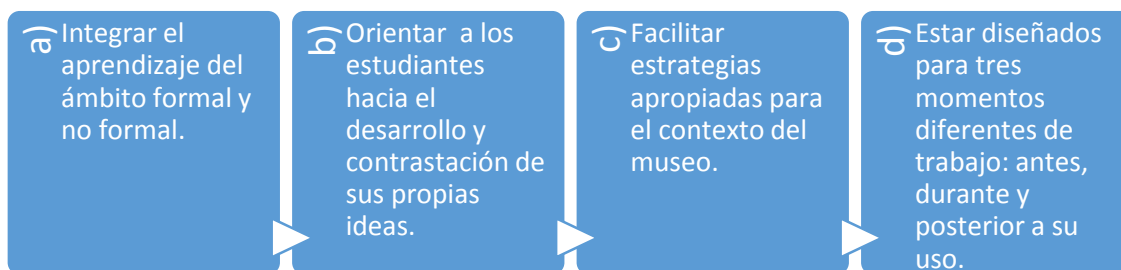 a)
Integrar el
aprendizaje del
ámbito formal y
no formal.
b)
Orientar a los
estudiantes
hacia el
desarrollo y
contrastación de
sus propias
ideas.
c)
Facilitar
estrategias
apropiadas para
el contexto del
museo.
d)
Estar diseñados
para tres
momentos
diferentes de
trabajo: antes,
durante y
posterior a su
uso.